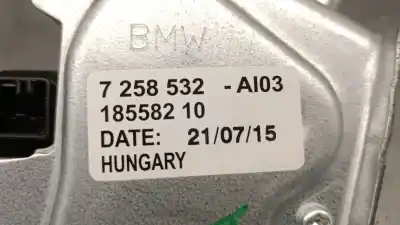 BMW
7 258 532 - AI03
185582 10
DATE: 21/07/15
HUNGARY